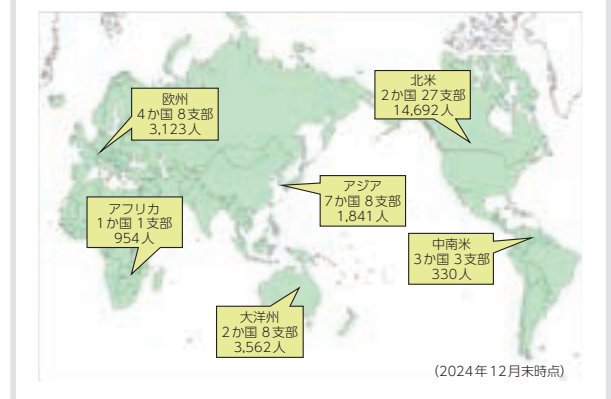 欧州
4か国 8支部
3,123人
北米
2か国 27支部
14,692人
アジア
7か国 8支部
1,841人
アフリカ
1か国 1支部
954人
中南米
3か国 3支部
330人
大洋州
2か国 8支部
3,562人
(2024年12月末時点)